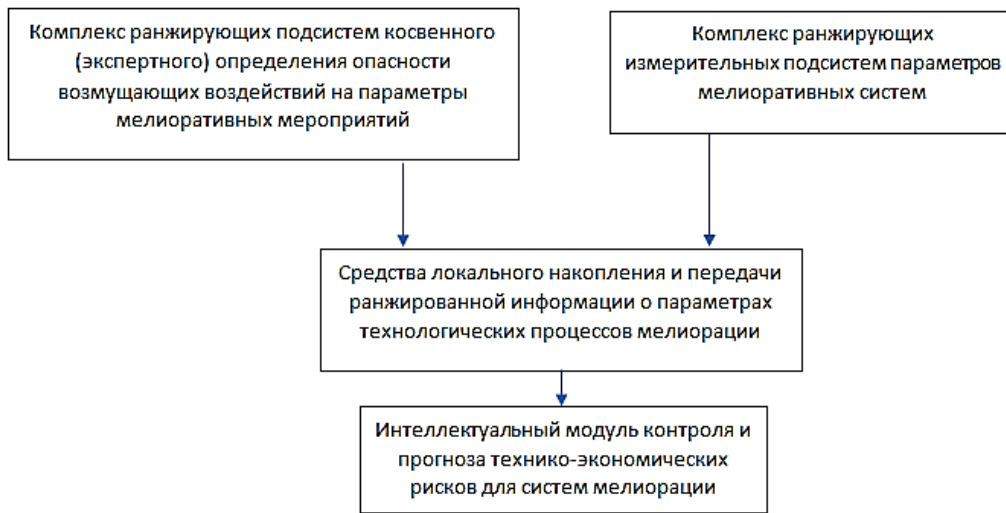 Комплекс ранжирующих подсистем косвенного
(экспертного) определения опасности
возмущающих воздействий на параметры
мелиоративных мероприятий
Комплекс ранжирующих
измерительных подсистем параметров
мелиоративных систем
Средства локального накопления и передачи
ранжированной информации о параметрах
технологических процессов мелиорации
Интеллектуальный модуль контроля и
прогноза технико-экономических
рисков для систем мелиорации